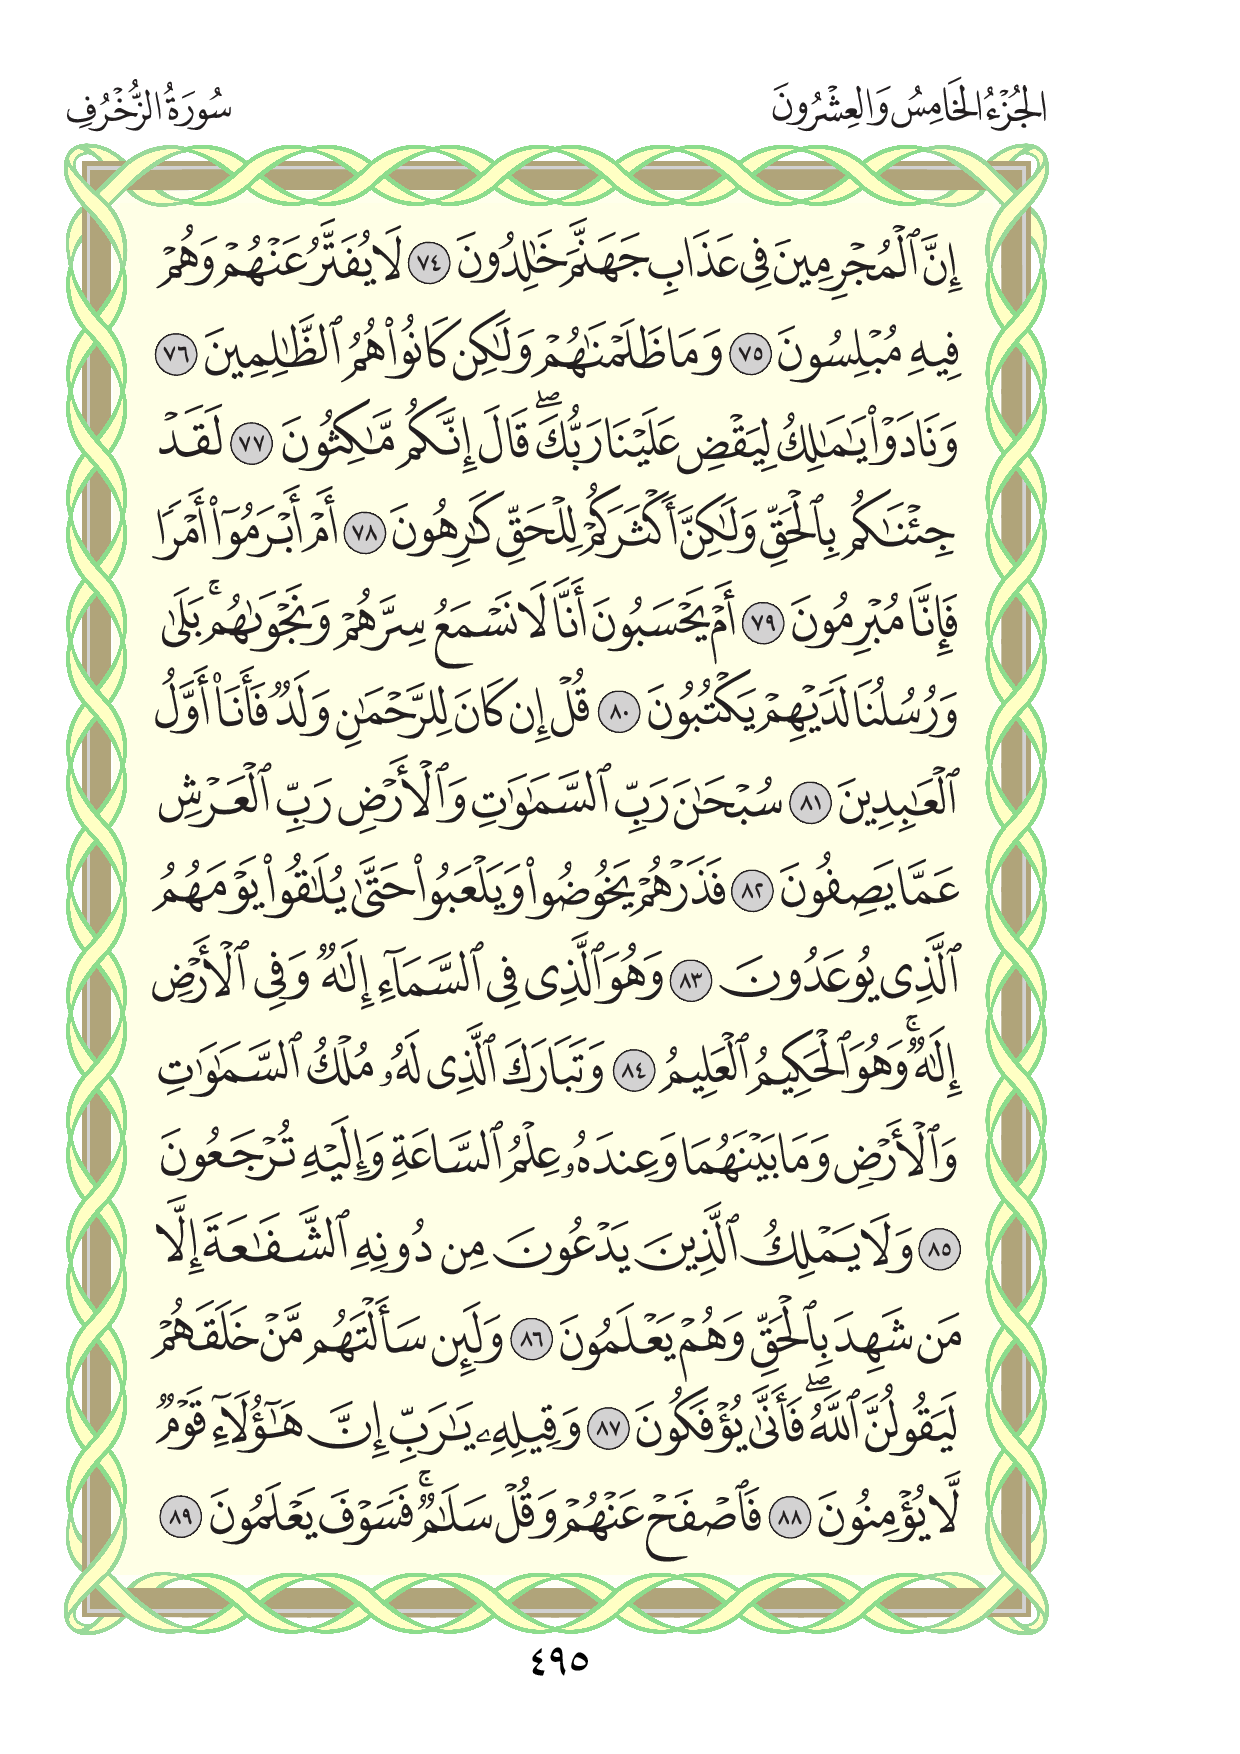 الجُزْءُ الخَامِسُ وَالعِشْرُونَ
سُورَةُ الزُّخْرُفِ
إِنَّ ٱلْمُجْرِمِينَ فِى عَذَابِ جَهَنَّمَ خَٰلِدُونَ ٧٤ لَا يُفَتَّرُ عَنْهُمْ وَهُمْ
فِيهِ مُبْلِسُونَ ٧٥ وَمَا ظَلَمْنَٰهُمْ وَلَٰكِن كَانُوا۟ هُمُ ٱلظَّٰلِمِينَ ٧٦
وَنَادَوْا۟ يَٰمَٰلِكُ لِيَقْضِ عَلَيْنَا رَبُّكَ ۖ قَالَ إِنَّكُم مَّٰكِثُونَ ٧٧ لَقَدْ
جِئْنَٰكُم بِٱلْحَقِّ وَلَٰكِنَّ أَكْثَرَكُمْ لِلْحَقِّ كَٰرِهُونَ ٧٨ أَمْ أَبْرَمُوٓا۟ أَمْرًا
فَإِنَّا مُبْرِمُونَ ٧٩ أَمْ يَحْسَبُونَ أَنَّا لَا نَسْمَعُ سِرَّهُمْ وَنَجْوَىٰهُم ۚ بَلَىٰ
وَرُسُلُنَا لَدَيْهِمْ يَكْتُبُونَ ٨٠ قُلْ إِن كَانَ لِلرَّحْمَٰنِ وَلَدٌ فَأَنَا۠ أَوَّلُ
ٱلْعَٰبِدِينَ ٨١ سُبْحَٰنَ رَبِّ ٱلسَّمَٰوَٰتِ وَٱلْأَرْضِ رَبِّ ٱلْعَرْشِ
عَمَّا يَصِفُونَ ٨٢ فَذَرْهُمْ يَخُوضُوا۟ وَيَلْعَبُوا۟ حَتَّىٰ يُلَٰقُوا۟ يَوْمَهُمُ
ٱلَّذِى يُوعَدُونَ ٨٣ وَهُوَ ٱلَّذِى فِى ٱلسَّمَآءِ إِلَٰهٌ وَفِى ٱلْأَرْضِ
إِلَٰهٌ ۚ وَهُوَ ٱلْحَكِيمُ ٱلْعَلِيمُ ٨٤ وَتَبَارَكَ ٱلَّذِى لَهُۥ مُلْكُ ٱلسَّمَٰوَٰتِ
وَٱلْأَرْضِ وَمَا بَيْنَهُمَا وَعِندَهُۥ عِلْمُ ٱلسَّاعَةِ وَإِلَيْهِ تُرْجَعُونَ
٨٥ وَلَا يَمْلِكُ ٱلَّذِينَ يَدْعُونَ مِن دُونِهِ ٱلشَّفَٰعَةَ إِلَّا
مَن شَهِدَ بِٱلْحَقِّ وَهُمْ يَعْلَمُونَ ٨٦ وَلَئِن سَأَلْتَهُم مَّنْ خَلَقَهُمْ
لَيَقُولُنَّ ٱللَّهُ ۖ فَأَنَّىٰ يُؤْفَكُونَ ٨٧ وَقِيلِهِۦ يَٰرَبِّ إِنَّ هَٰٓؤُلَآءِ قَوْمٌ
لَّا يُؤْمِنُونَ ٨٨ فَٱصْفَحْ عَنْهُمْ وَقُلْ سَلَٰمٌ ۚ فَسَوْفَ يَعْلَمُونَ ٨٩
٤٩٥